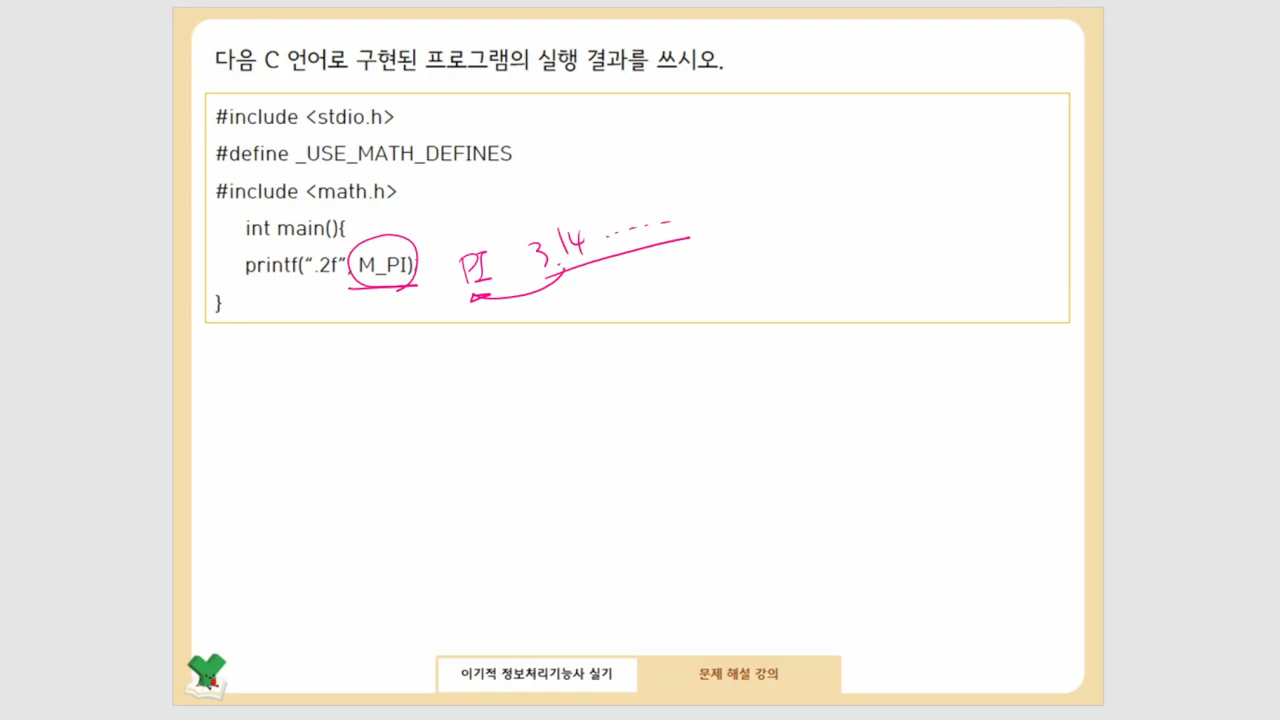 다음 C 언어로 구현된 프로그램의 실행 결과를 쓰시오.
#include <stdio.h>
#define _USE_MATH_DEFINES
#include <math.h>
int main(){
printf(“.2f”, M_PI);
}
PI 3.14 ......
이기적 정보처리기능사 실기
문제 해설 강의